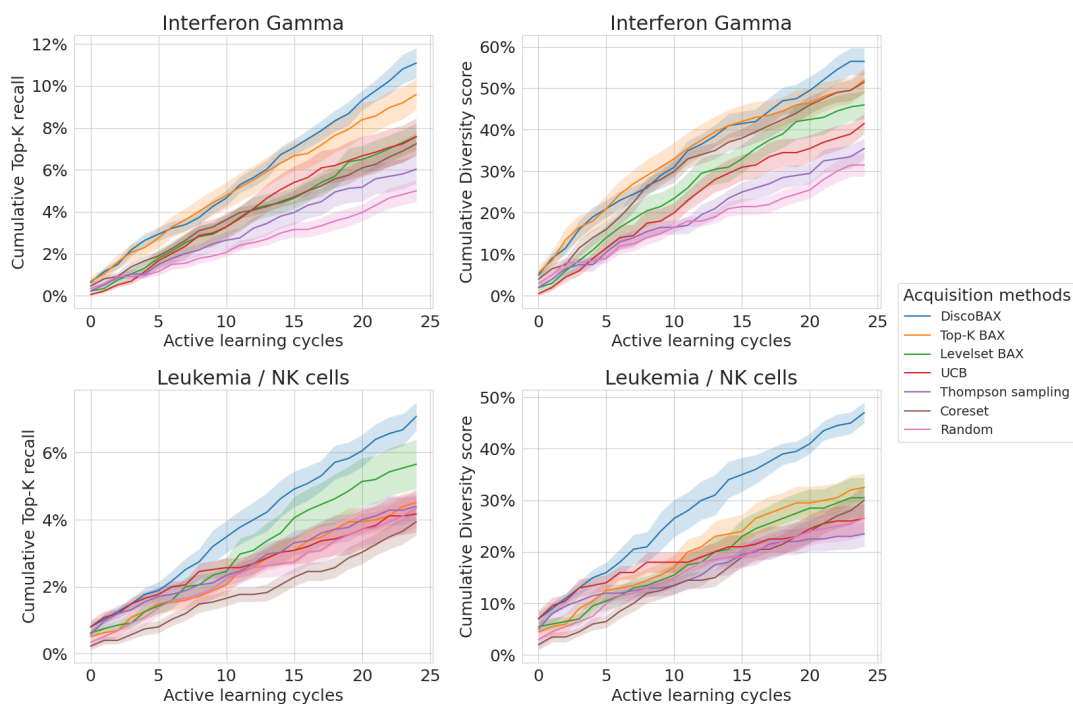 Interferon Gamma
Cumulative Top-K recall
12%
10%
8%
6%
4%
2%
0%
0 5 10 15 20 25
Active learning cycles
Interferon Gamma
Cumulative Diversity score
60%
50%
40%
30%
20%
10%
0%
0 5 10 15 20 25
Active learning cycles
Acquisition methods
DiscoBAX
Top-K BAX
Levelset BAX
UCB
Thompson sampling
Coreset
Random
Leukemia / NK cells
Cumulative Top-K recall
6%
4%
2%
0%
0 5 10 15 20 25
Active learning cycles
Leukemia / NK cells
Cumulative Diversity score
50%
40%
30%
20%
10%
0%
0 5 10 15 20 25
Active learning cycles